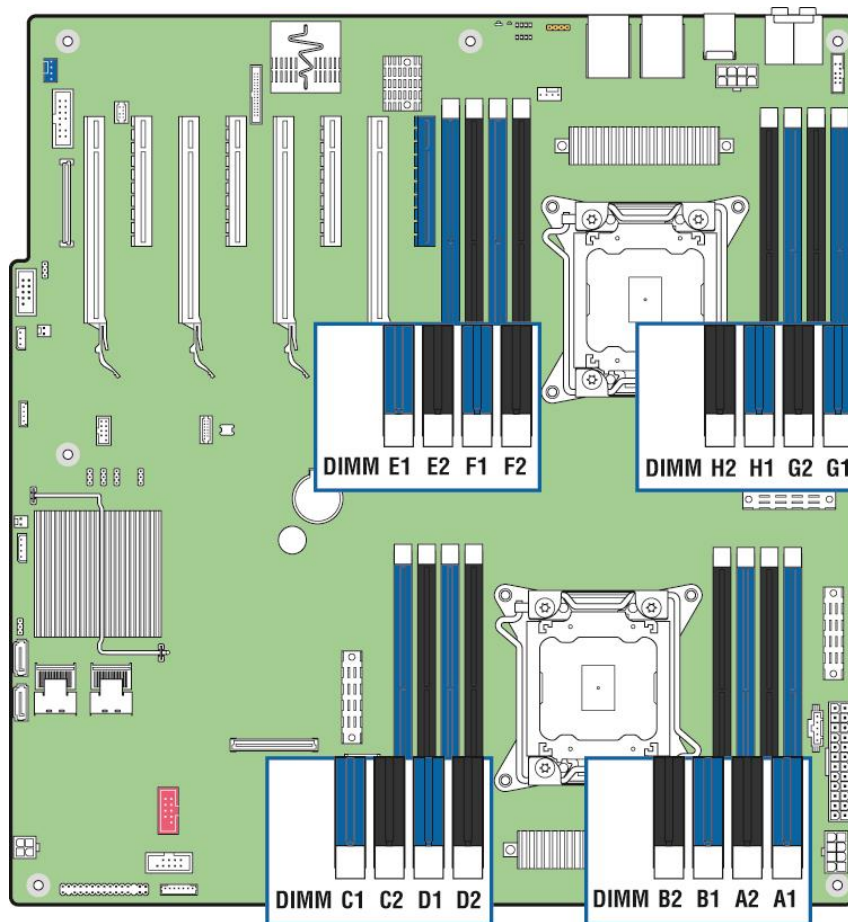 DIMM E1 E2 F1 F2
DIMM H2 H1 G2 G1
DIMM C1 C2 D1 D2
DIMM B2 B1 A2 A1